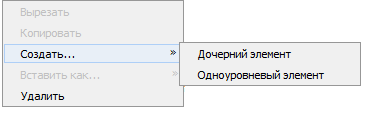 Вырезать
Копировать
Создать... »
Дочерний элемент
Одноуровневый элемент
Вставить как... »
Удалить